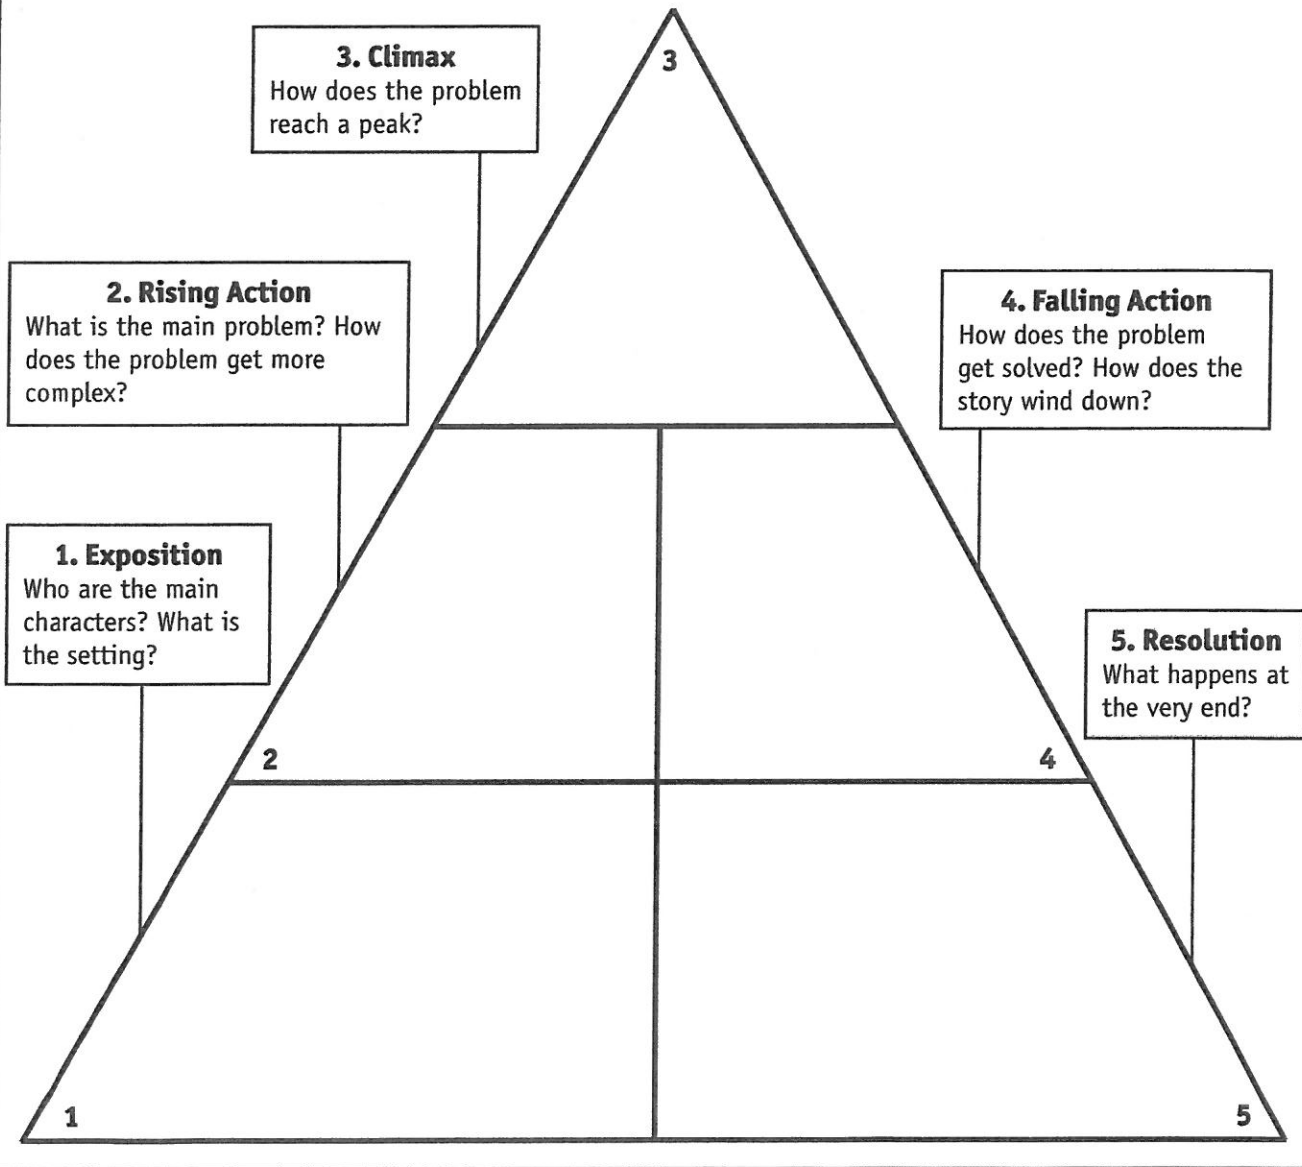 3. Climax
How does the problem
reach a peak?
3
2. Rising Action
What is the main problem? How
does the problem get more
complex?
4. Falling Action
How does the problem
get solved? How does the
story wind down?
1. Exposition
Who are the main
characters? What is
the setting?
5. Resolution
What happens at
the very end?
2
4
1
5